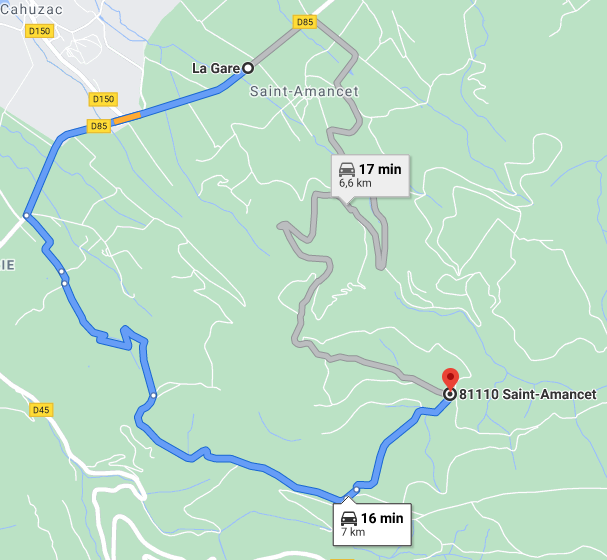 Cahuzac
D150
D85
La Gare
D150
Saint-Amancet
D85
17 min
6,6 km
IE
81110 Saint-Amancet
D45
16 min
7 km